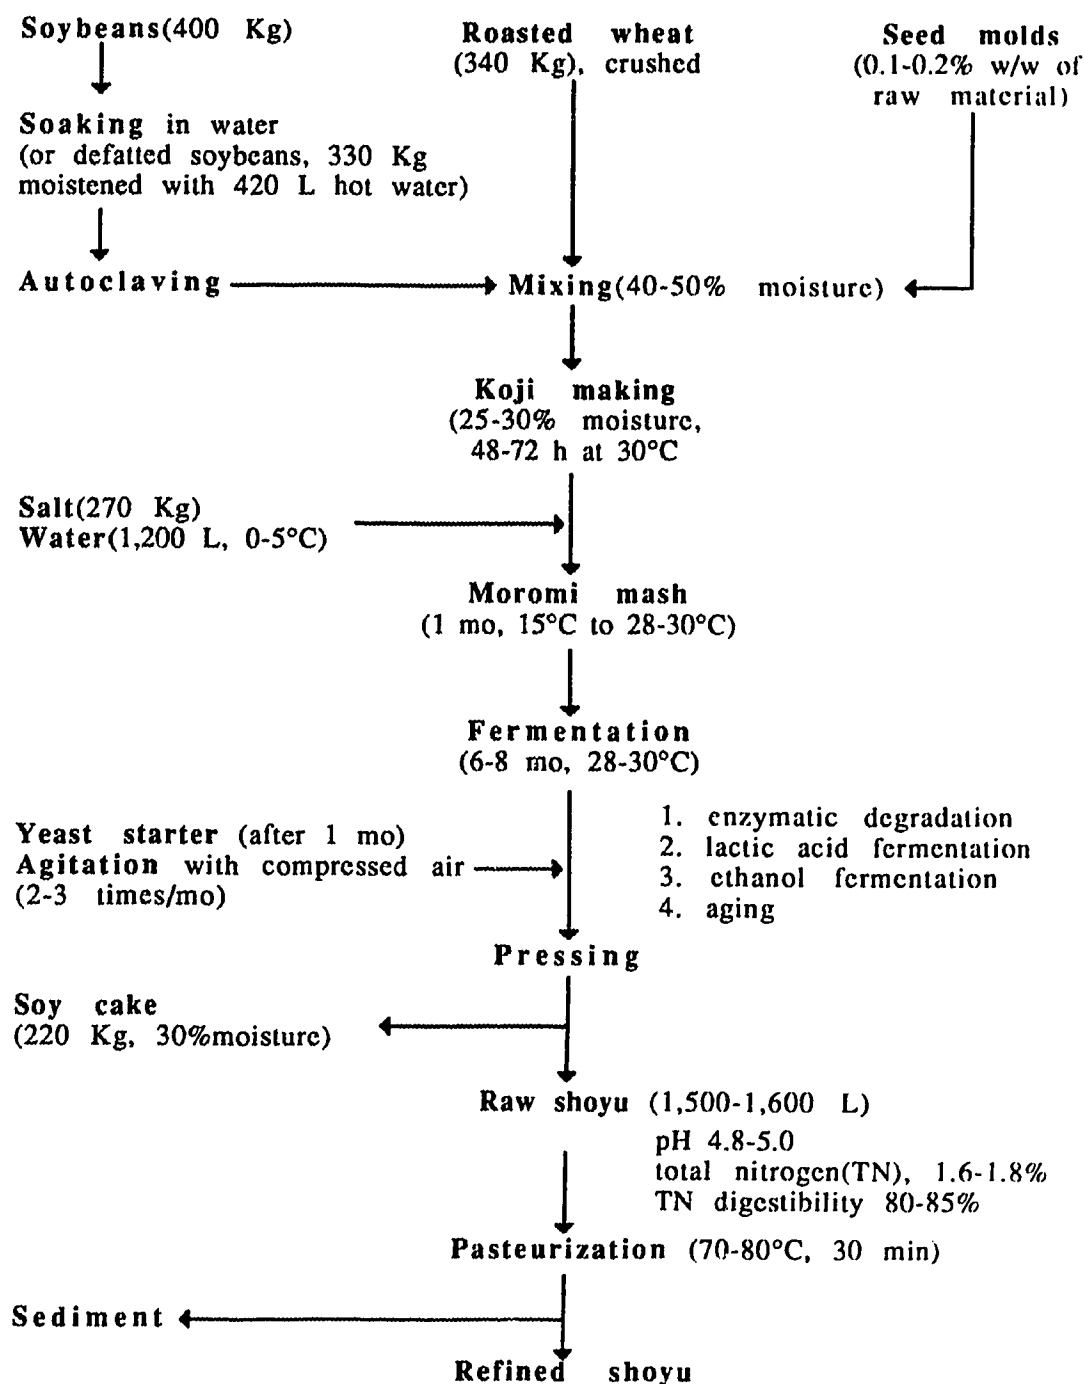 Soybeans(400 Kg)
Roasted wheat
(340 Kg), crushed
Seed molds
(0.1-0.2% w/w of
raw material)
Soaking in water
(or defatted soybeans, 330 Kg
moistened with 420 L hot water)
Autoclaving
Mixing(40-50% moisture)
Koji making
(25-30% moisture,
48-72 h at 30°C
Salt(270 Kg)
Water(1,200 L, 0-5°C)
Moromi mash
(1 mo, 15°C to 28-30°C)
Fermentation
(6-8 mo, 28-30°C)
Yeast starter (after 1 mo)
Agitation with compressed air
(2-3 times/mo)
1. enzymatic degradation
2. lactic acid fermentation
3. ethanol fermentation
4. aging
Pressing
Soy cake
(220 Kg, 30%moisture)
Raw shoyu (1,500-1,600 L)
pH 4.8-5.0
total nitrogen(TN), 1.6-1.8%
TN digestibility 80-85%
Pasteurization (70-80°C, 30 min)
Sediment
Refined shoyu